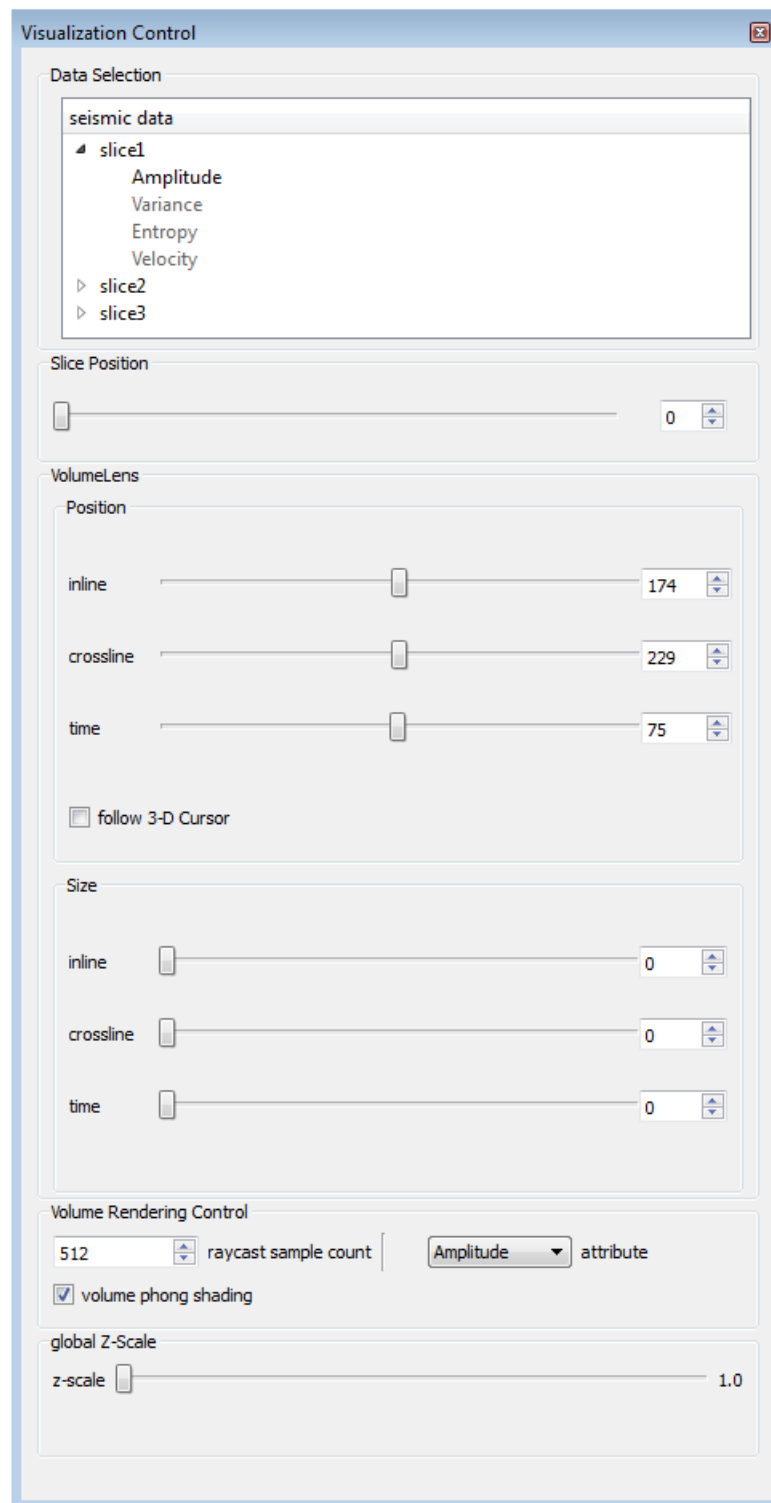 Visualization Control
Data Selection
seismic data
slice1
Amplitude
Variance
Entropy
Velocity
slice2
slice3
Slice Position
0
VolumeLens
Position
inline 174
crossline 229
time 75
follow 3-D Cursor
Size
inline 0
crossline 0
time 0
Volume Rendering Control
512 raycast sample count Amplitude attribute
volume phong shading
global Z-Scale
z-scale 1.0